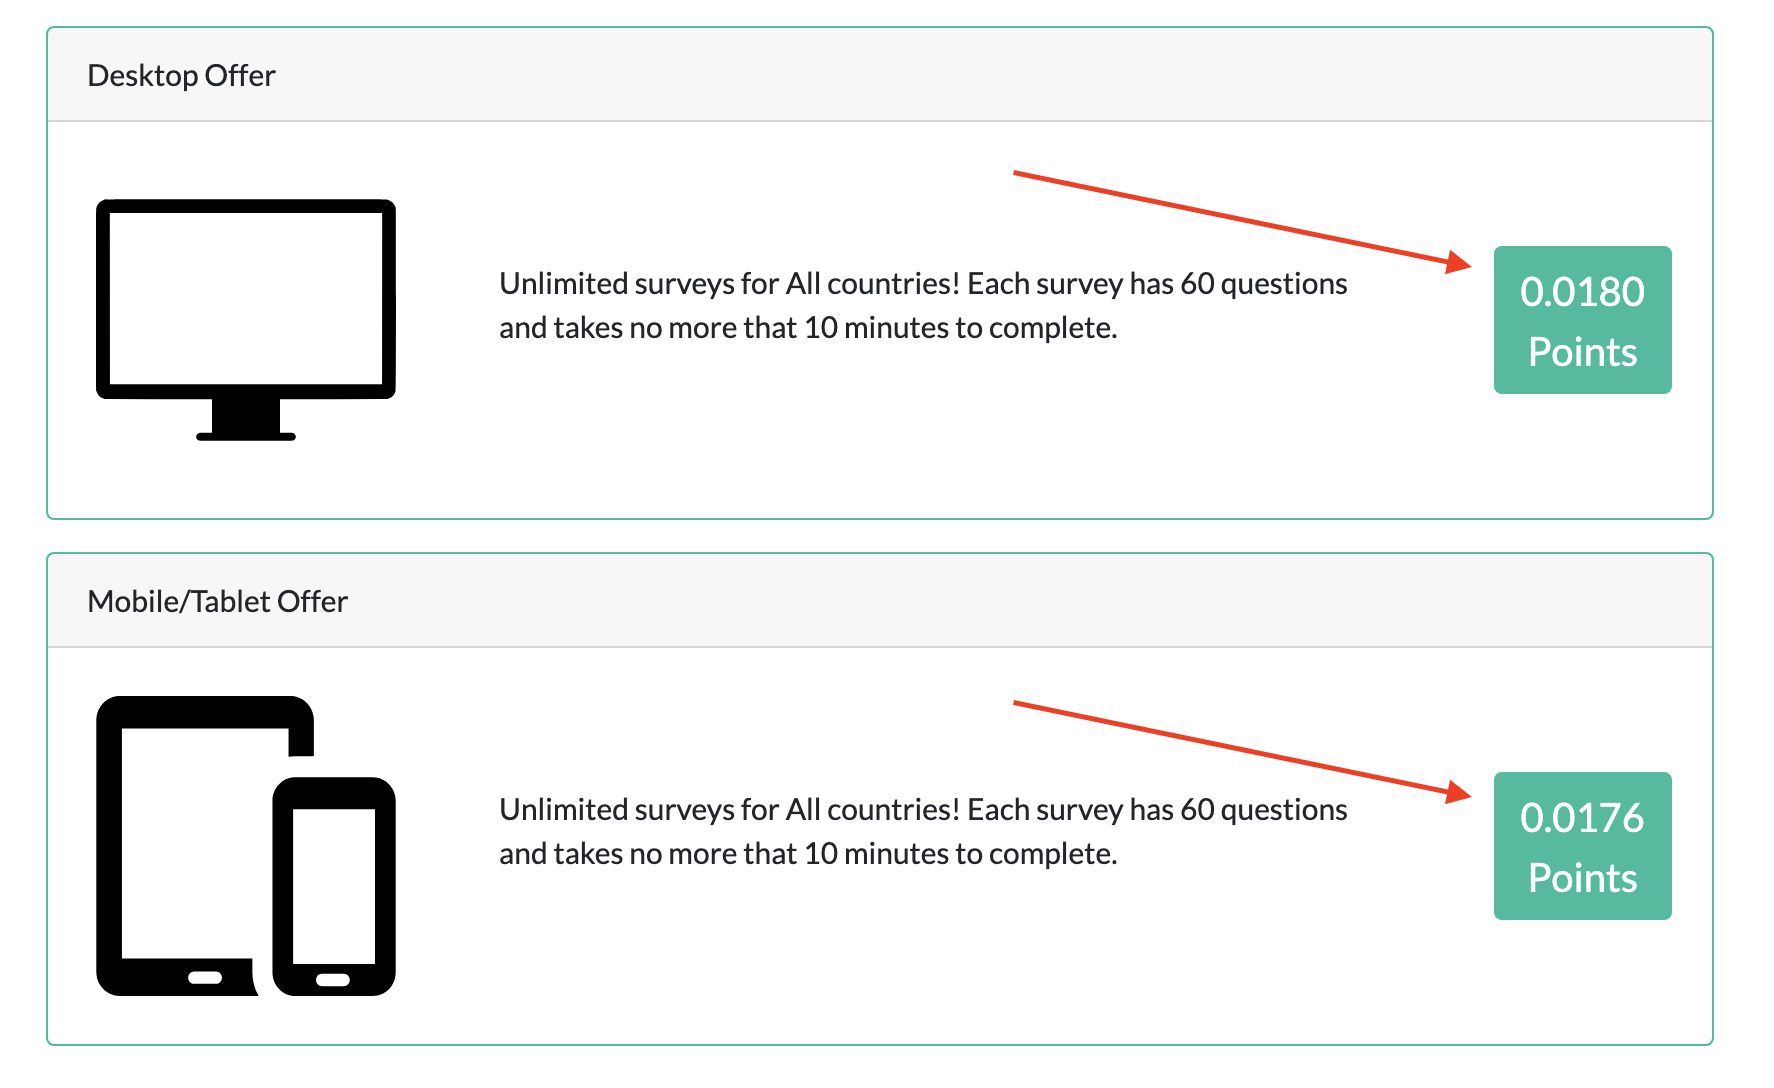 Desktop Offer
Unlimited surveys for All countries! Each survey has 60 questions
and takes no more that 10 minutes to complete.
0.0180
Points
Mobile/Tablet Offer
Unlimited surveys for All countries! Each survey has 60 questions
and takes no more that 10 minutes to complete.
0.0176
Points